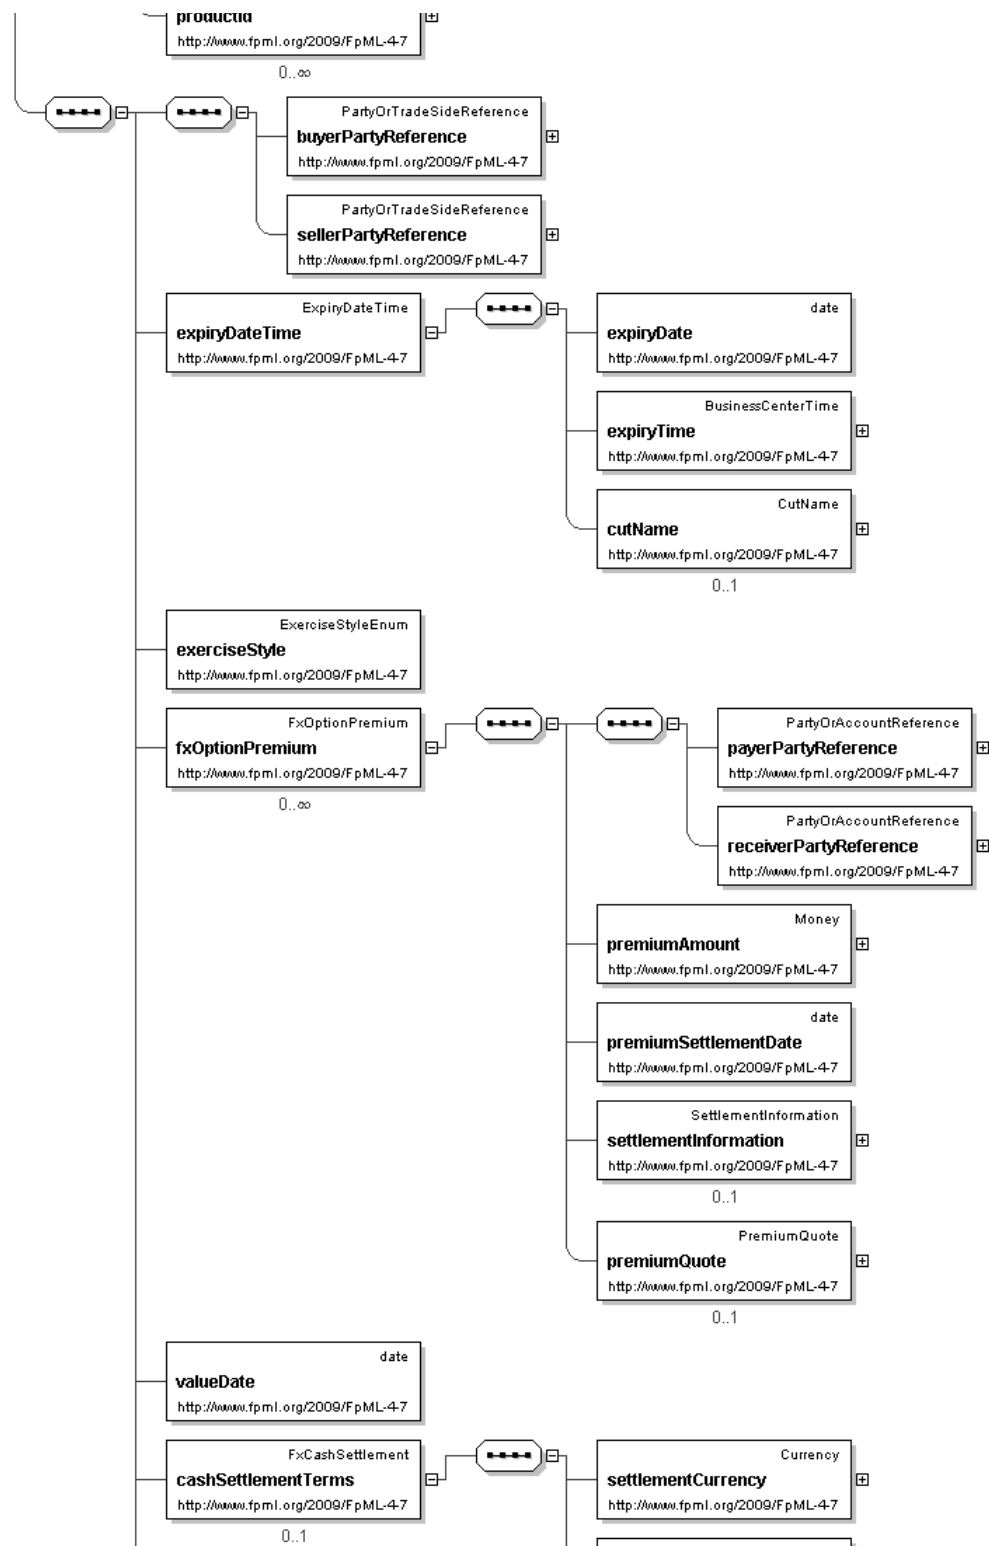 productId
http://www.fpml.org/2009/FpML-4-7
0..∞
PartyOrTradeSideReference
buyerPartyReference
http://www.fpml.org/2009/FpML-4-7
PartyOrTradeSideReference
sellerPartyReference
http://www.fpml.org/2009/FpML-4-7
ExpiryDateTime
expiryDateTime
http://www.fpml.org/2009/FpML-4-7
date
expiryDate
http://www.fpml.org/2009/FpML-4-7
BusinessCenterTime
expiryTime
http://www.fpml.org/2009/FpML-4-7
CutName
cutName
http://www.fpml.org/2009/FpML-4-7
0..1
ExerciseStyleEnum
exerciseStyle
http://www.fpml.org/2009/FpML-4-7
FxOptionPremium
fxOptionPremium
http://www.fpml.org/2009/FpML-4-7
0..∞
PartyOrAccountReference
payerPartyReference
http://www.fpml.org/2009/FpML-4-7
PartyOrAccountReference
receiverPartyReference
http://www.fpml.org/2009/FpML-4-7
Money
premiumAmount
http://www.fpml.org/2009/FpML-4-7
date
premiumSettlementDate
http://www.fpml.org/2009/FpML-4-7
SettlementInformation
settlementInformation
http://www.fpml.org/2009/FpML-4-7
0..1
PremiumQuote
premiumQuote
http://www.fpml.org/2009/FpML-4-7
0..1
date
valueDate
http://www.fpml.org/2009/FpML-4-7
FxCashSettlement
cashSettlementTerms
http://www.fpml.org/2009/FpML-4-7
0..1
Currency
settlementCurrency
http://www.fpml.org/2009/FpML-4-7